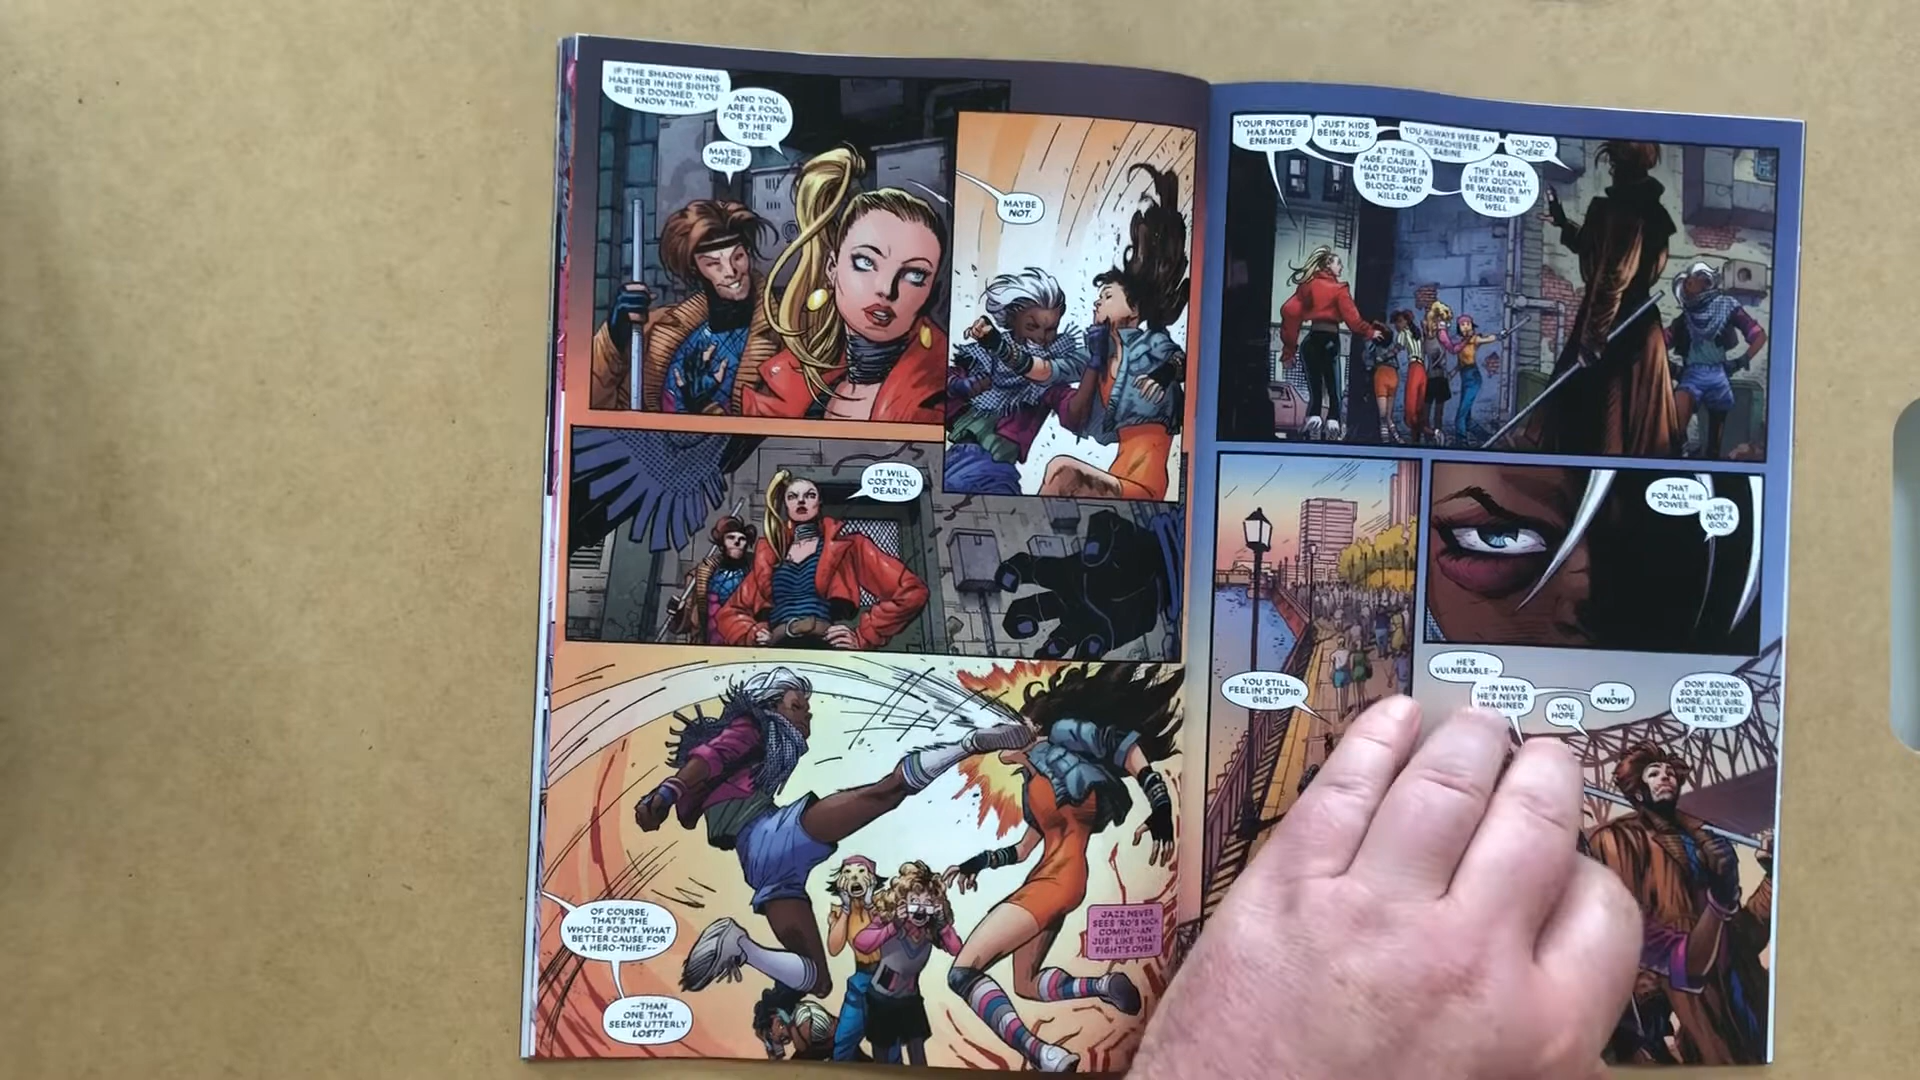 IF THE SHADOW KING
HAS HER IN HIS SIGHTS,
SHE IS DOOMED. YOU
KNOW THAT.
AND YOU
ARE A FOOL
FOR STAYING
BY HER
SIDE.
MAYBE,
CHÈRE.
MAYBE
NOT.
IT WILL
COST YOU
DEARLY.
OF COURSE,
THAT'S THE
WHOLE POINT. WHAT
BETTER CAUSE FOR
A HERO-THIEF--
--THAN
ONE THAT
SEEMS UTTERLY
LOST?
JAZZ NEVER
SEES 'RO'S KICK
COMIN'--AN'
JUS' LIKE THAT
FIGHT'S OVER
YOUR PROTÉGÉ
HAS MADE
ENEMIES.
JUST KIDS
BEING KIDS,
IS ALL.
AT THEIR
AGE, CAJUN, I
HAD FOUGHT IN
BATTLE, SHED
BLOOD--AND
KILLED.
YOU ALWAYS WERE AN
OVERACHIEVER,
SABINE.
AND
THEY LEARN
VERY QUICKLY.
BE WARNED, MY
FRIEND. BE
WELL.
YOU TOO,
CHÈRE.
THAT
FOR ALL HIS
POWER...
...HE'S
NOT A
GOD.
YOU STILL
FEELIN' STUPID,
GIRL?
HE'S
VULNERABLE--
--IN WAYS
HE'S NEVER
IMAGINED.
YOU
HOPE.
I
KNOW!
DON' SOUND
SO SCARED NO
MORE, LI'L GIRL,
LIKE YOU WERE
B'FORE.